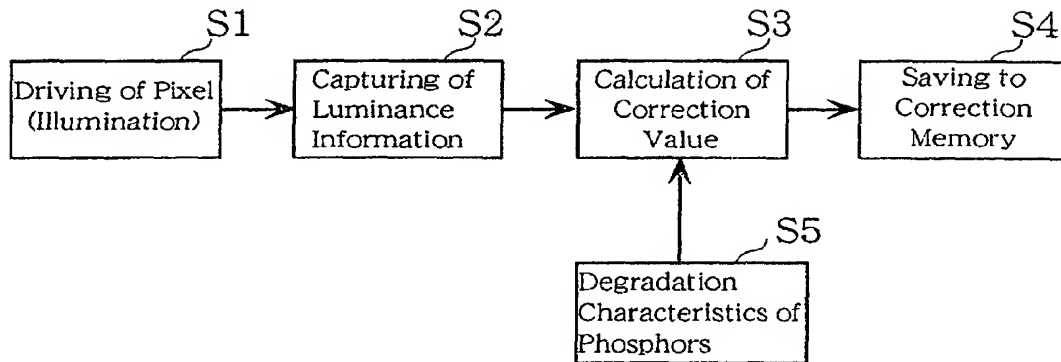 S1
Driving of Pixel
(Illumination)
S2
Capturing of
Luminance
Information
S3
Calculation of
Correction
Value
S4
Saving to
Correction
Memory
S5
Degradation
Characteristics of
Phosphors